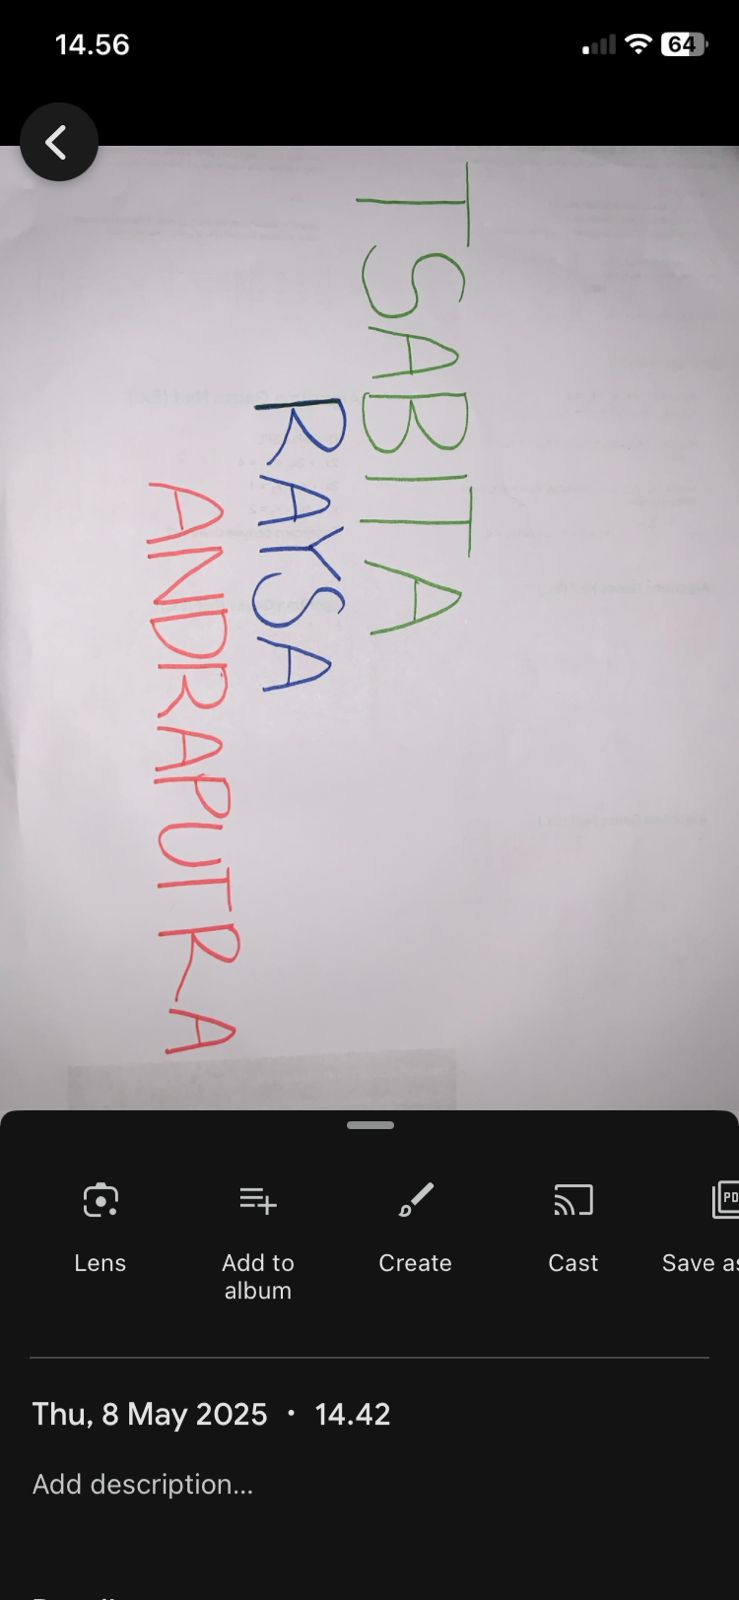 14.56
64
TSABITA
RAYSA
ANDRAPUTRA
Lens
Add to album
Create
Cast
Save as
Thu, 8 May 2025 · 14.42
Add description...